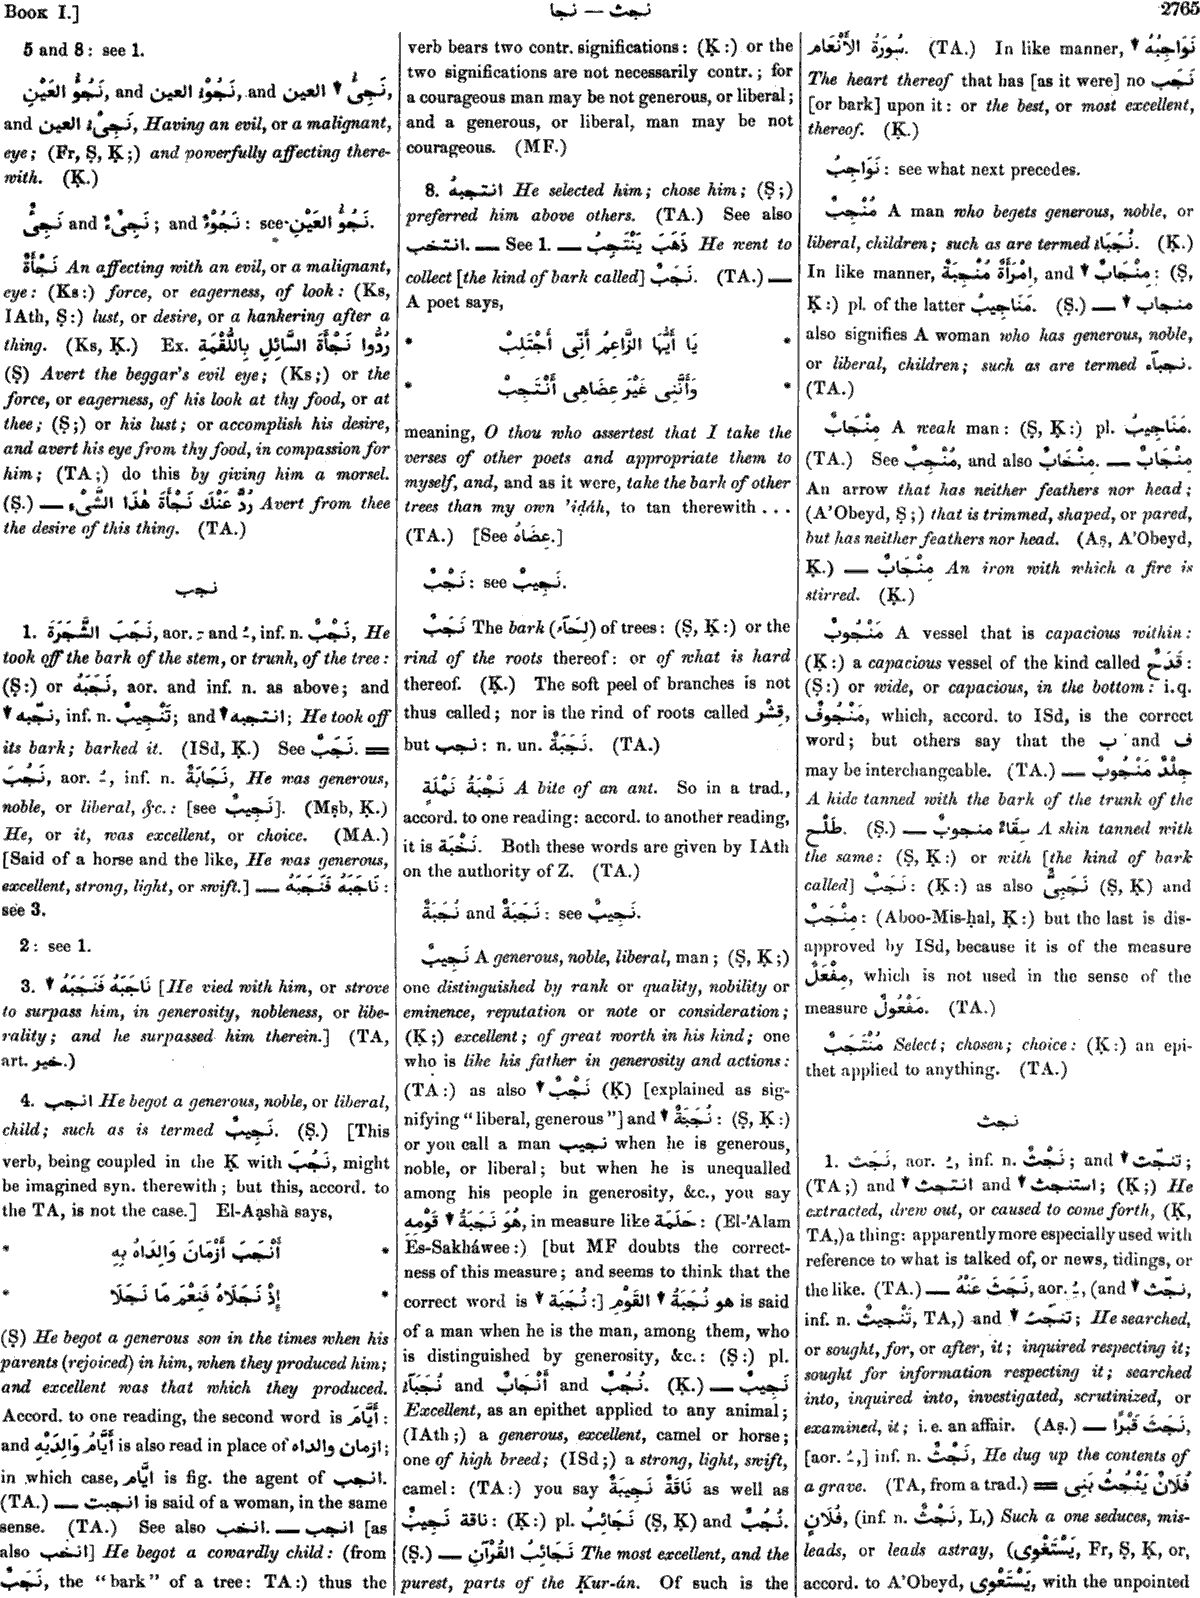 Book I.]
نجث — نجا
2765
5 and 8: see 1.
نَجُؤُ العَيْنِ, and نَجُوْءُ العين, and نَجِئُ العين,
and نَجِىْءُ العين, Having an evil, or a malignant,
eye; (Fr, Ṣ, Ḳ;) and powerfully affecting there-
with. (Ḳ.)
نَجِئٌ and نَجِىْءٌ; and نَجُوْءٌ: see نَجُؤُ العَيْنِ.
نَجْأَةٌ An affecting with an evil, or a malignant,
eye: (Ks:) force, or eagerness, of look: (Ks,
IAth, Ṣ:) lust, or desire, or a hankering after a
thing. (Ks, Ḳ.) Ex. رُدُّوا نَجْأَةَ السَّائِلِ بِاللُّقْمَةِ
(Ṣ) Avert the beggar's evil eye; (Ks;) or the
force, or eagerness, of his look at thy food, or at
thee; (Ṣ;) or his lust; or accomplish his desire,
and avert his eye from thy food, in compassion for
him; (TA;) do this by giving him a morsel.
(Ṣ.) — رُدَّ عَنْكَ نَجْأَةَ هٰذَا الشَّىْءِ Avert from thee
the desire of this thing. (TA.)
نجب
1. نَجَبَ الشَّجَرَةَ, aor. ـِ and ـُ, inf. n. نَجْبٌ, He
took off the bark of the stem, or trunk, of the tree:
(Ṣ:) or نَجَبَهُ, aor. and inf. n. as above; and
▼ نجّبه, inf. n. تَنْجِيبٌ; and ▼ انتجبه; He took off
its bark; barked it. (ISd, Ḳ.) See نَجَبٌ. =
نَجُبَ, aor. ـُ, inf. n. نَجَابَةٌ, He was generous,
noble, or liberal, &c.: [see نَجِيبٌ]. (Mṣb, Ḳ.)
He, or it, was excellent, or choice. (MA.)
[Said of a horse and the like, He was generous,
excellent, strong, light, or swift.] — نَاجَبَهُ فَنَجَبَهُ:
see 3.
2: see 1.
3. ▼ نَاجَبَهُ فَنَجَبَهُ [He vied with him, or strove
to surpass him, in generosity, nobleness, or libe-
rality; and he surpassed him therein.] (TA,
art. خير.)
4. انجب He begot a generous, noble, or liberal,
child; such as is termed نَجِيبٌ. (Ṣ.) [This
verb, being coupled in the Ḳ with نَجُبَ, might
be imagined syn. therewith; but this, accord. to
the TA, is not the case.] El-Aạshà says,
* أَنْجَبَ أَزْمَانَ وَالِدَاهُ بِهِ *
* إِذْ نَجَلَاهُ فَنِعْمَ مَا نَجَلَا *
(Ṣ) He begot a generous son in the times when his
parents (rejoiced) in him, when they produced him;
and excellent was that which they produced.
Accord. to one reading, the second word is أَيَّامَ:
and أَيَّامُ وَالِدَيْهِ is also read in place of ازمان والداه;
in which case, ايّام is fig. the agent of انجب.
(TA.) — انجبت is said of a woman, in the same
sense. (TA.) See also انخب. — انجب [as
also انخب] He begot a cowardly child: (from
نَجَبٌ, the "bark" of a tree: TA:) thus the
verb bears two contr. significations: (Ḳ:) or the
two significations are not necessarily contr.; for
a courageous man may be not generous, or liberal;
and a generous, or liberal, man may be not
courageous. (MF.)
8. انتجبهُ He selected him; chose him; (Ṣ;)
preferred him above others. (TA.) See also
انتخب. — See 1. — ذَهَبَ يَنْتَجِبُ He went to
collect [the kind of bark called] نَجَبٌ. (TA.) —
A poet says,
* يَا أَيُّهَا الزَّاعِمُ أَنِّى أَجْتَلِبْ *
* وَأَنَّنِى غَيْرَ عِضَاهِى أَنْتَجِبْ *
meaning, O thou who assertest that I take the
verses of other poets and appropriate them to
myself, and, and as it were, take the bark of other
trees than my own 'iḍáh, to tan therewith . . .
(TA.) [See عِضَاهٌ.]
نَجْبٌ: see نَجِيبٌ.
نَجَبٌ The bark (لِحَآء) of trees: (Ṣ, Ḳ:) or the
rind of the roots thereof: or of what is hard
thereof. (Ḳ.) The soft peel of branches is not
thus called; nor is the rind of roots called قِشْر,
but نجب: n. un. نَجَبَةٌ. (TA.)
نَجْبَةُ نَمْلَةٍ A bite of an ant. So in a trad.,
accord. to one reading: accord. to another reading,
it is نَخْبَة. Both these words are given by IAth
on the authority of Z. (TA.)
نُجَبَةٌ and نَجَبَةٌ: see نَجِيبٌ.
نَجِيبٌ A generous, noble, liberal, man; (Ṣ, Ḳ;)
one distinguished by rank or quality, nobility or
eminence, reputation or note or consideration;
(Ḳ;) excellent; of great worth in his kind; one
who is like his father in generosity and actions:
(TA:) as also ▼ نَجْبٌ (Ḳ) [explained as sig-
nifying "liberal, generous"] and ▼ نُجَبَةٌ: (Ṣ, Ḳ:)
or you call a man نجيب when he is generous,
noble, or liberal; but when he is unequalled
among his people in generosity, &c., you say
هُوَ نَجَبَةُ ▼ قَوْمِهِ, in measure like حَلَمَة: (El-'Alam
Es-Sakháwee:) [but MF doubts the correct-
ness of this measure; and seems to think that the
correct word is ▼ نُجَبَة:] هو نُجَبَةُ ▼ القَوْمِ is said
of a man when he is the man, among them, who
is distinguished by generosity, &c.: (Ṣ:) pl.
نُجَبَآءُ and أَنْجَابٌ and نُجُبٌ. (Ḳ.) — نَجِيبٌ
Excellent, as an epithet applied to any animal;
(IAth;) a generous, excellent, camel or horse;
one of high breed; (ISd;) a strong, light, swift,
camel: (TA:) you say نَاقَةٌ نَجِيبَةٌ as well as
ناقة نَجِيبٌ: (Ḳ:) pl. نَجَائِبُ (Ṣ, Ḳ) and نُجُبٌ.
(Ṣ.) — نَجَائِبُ القُرْآنِ The most excellent, and the
purest, parts of the Ḳur-án. Of such is the
سُورَةُ الأَنْعَامِ. (TA.) In like manner, ▼ نَوَاجِبُهُ
The heart thereof that has [as it were] no نَجَب
[or bark] upon it: or the best, or most excellent,
thereof. (Ḳ.)
نَوَاجِبُ: see what next precedes.
مُنْجِبٌ A man who begets generous, noble, or
liberal, children; such as are termed نُجَبَاء. (Ḳ.)
In like manner, اِمْرَأَةٌ مُنْجِبَةٌ, and ▼ مِنْجَابٌ: (Ṣ,
Ḳ:) pl. of the latter مَنَاجِيبُ. (Ṣ.) — ▼ منجاب
also signifies A woman who has generous, noble,
or liberal, children; such as are termed نجبآء.
(TA.)
مِنْجَابٌ A weak man: (Ṣ, Ḳ:) pl. مَنَاجِيبُ.
(TA.) See مُنْجِبٌ, and also مِنْخَابٌ. — مِنْجَابٌ
An arrow that has neither feathers nor head;
(A'Obeyd, Ṣ;) that is trimmed, shaped, or pared,
but has neither feathers nor head. (Aṣ, A'Obeyd,
Ḳ.) — مِنْجَابٌ An iron with which a fire is
stirred. (Ḳ.)
مَنْجُوبٌ A vessel that is capacious within:
(Ḳ:) a capacious vessel of the kind called قَدَحٌ:
(Ṣ:) or wide, or capacious, in the bottom: i.q.
مَنْجُوفٌ, which, accord. to ISd, is the correct
word; but others say that the ب and ف
may be interchangeable. (TA.) — جِلْدٌ مَنْجُوبٌ
A hide tanned with the bark of the trunk of the
طَلْح. (Ṣ.) — سِقَاءٌ منجوبٌ A skin tanned with
the same: (Ṣ, Ḳ:) or with [the kind of bark
called] نَجَبٌ: (Ḳ:) as also نَجَبِىٌّ (Ṣ, Ḳ) and
مِنْجَبٌ: (Aboo-Mis-ḥal, Ḳ:) but the last is dis-
approved by ISd, because it is of the measure
مِفْعَلٌ, which is not used in the sense of the
measure مَفْعُولٌ. (TA.)
مُنْتَجَبٌ Select; chosen; choice: (Ḳ:) an epi-
thet applied to anything. (TA.)
نجث
1. نَجَثَ, aor. ـُ, inf. n. نَجْثٌ; and ▼ تنجّث;
(TA;) and ▼ انتجث and ▼ استنجث; (Ḳ;) He
extracted, drew out, or caused to come forth, (Ḳ,
TA,) a thing: apparently more especially used with
reference to what is talked of, or news, tidings, or
the like. (TA.) — نَجَثَ عَنْهُ, aor. ـُ, (and ▼ نجّث,
inf. n. تَنْجِيثٌ, TA,) and ▼ تنجّث; He searched,
or sought, for, or after, it; inquired respecting it;
sought for information respecting it; searched
into, inquired into, investigated, scrutinized, or
examined, it; i. e. an affair. (Aṣ.) — نَجَثَ قَبْرًا,
[aor. ـُ,] inf. n. نَجْثٌ, He dug up the contents of
a grave. (TA, from a trad.) = فُلَانٌ يَنْجُثُ بَنِى
فُلَانٍ, (inf. n. نَجْثٌ, L,) Such a one seduces, mis-
leads, or leads astray, (يَسْتَغْوِى, Fr, Ṣ, Ḳ, or,
accord. to A'Obeyd, يَسْتَعْوِى, with the unpointed